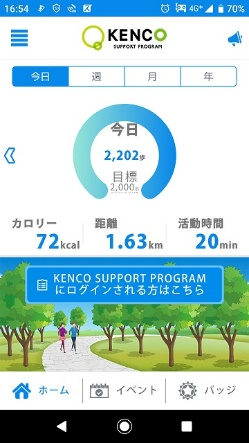 16:54
4G+
70%
KENCO
SUPPORT PROGRAM
今日 週 月 年
今日
2,202歩
目標
2,000歩
カロリー 距離 活動時間
72kcal 1.63km 20min
KENCO SUPPORT PROGRAM
にログインされる方はこちら
ホーム イベント バッジ